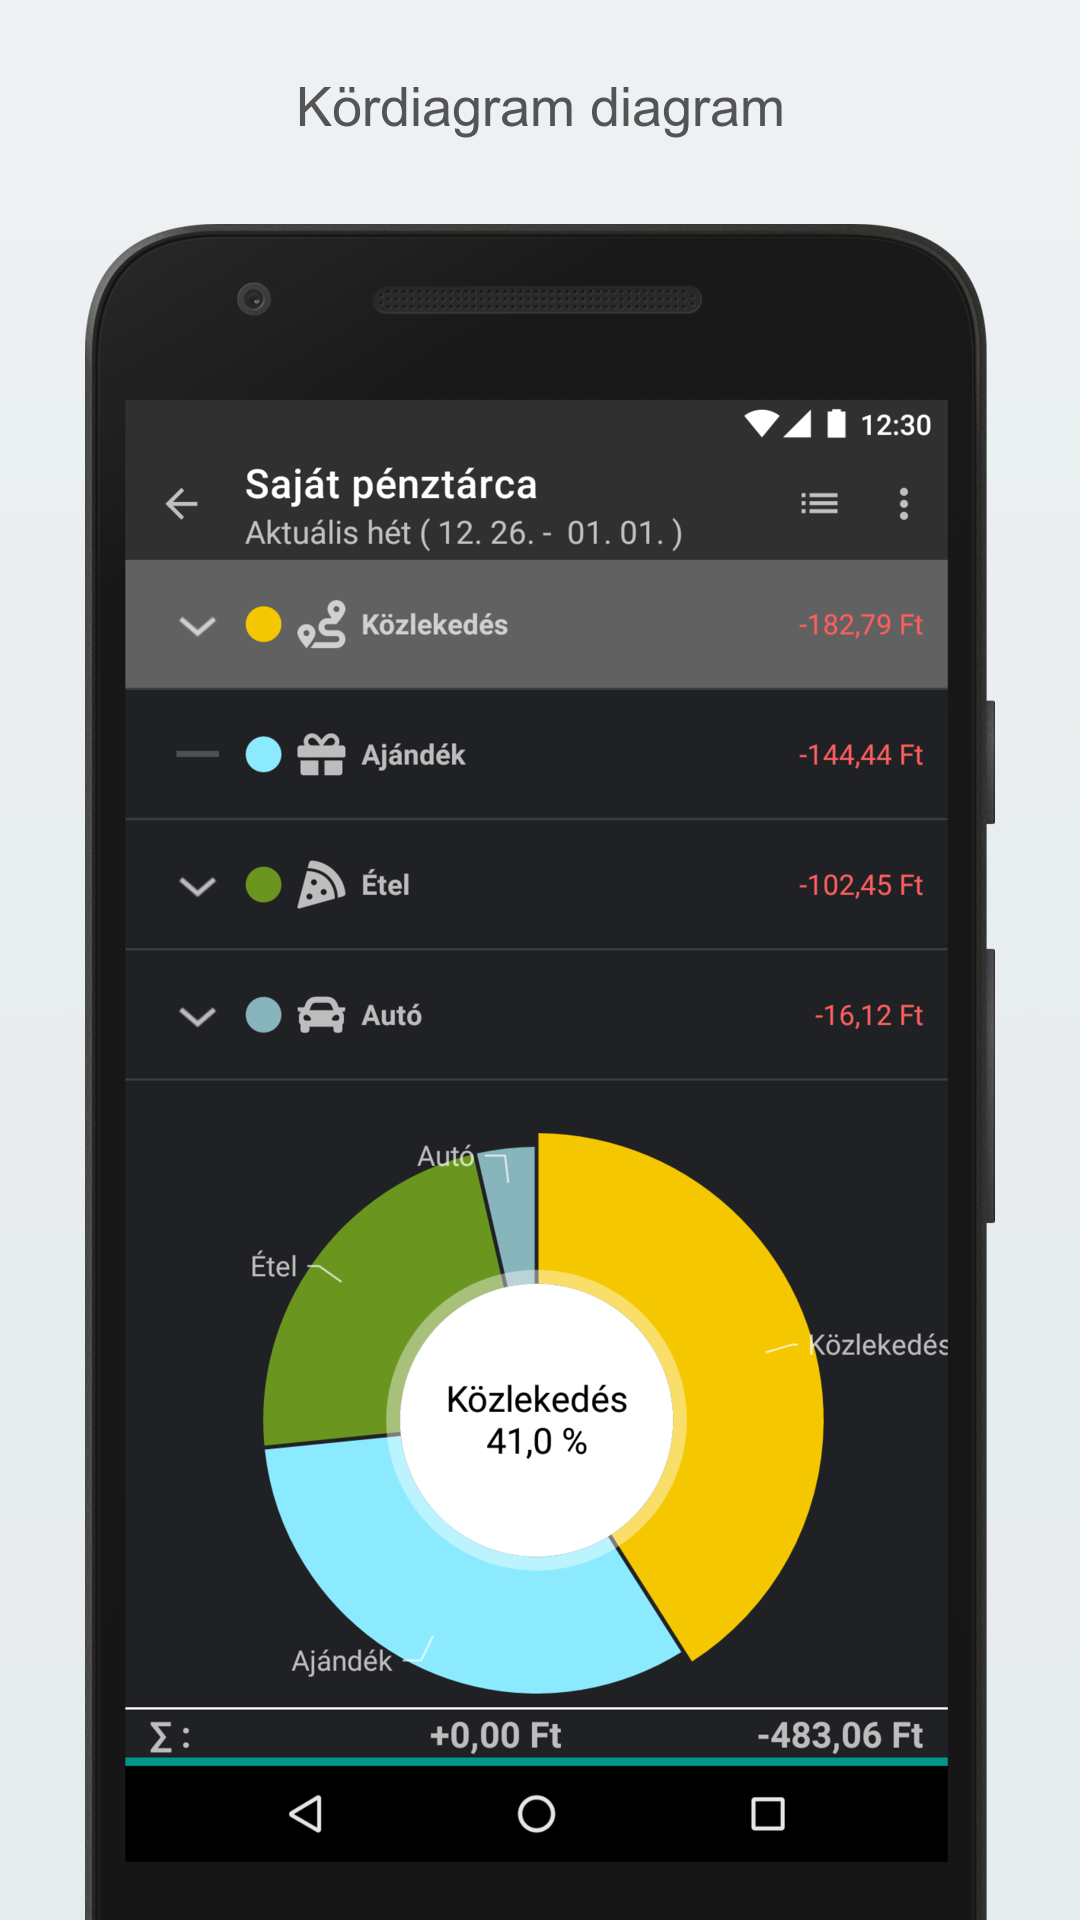 Kördiagram diagram
12:30
Saját pénztárca
Aktuális hét ( 12. 26. - 01. 01. )
Közlekedés -182,79 Ft
Ajándék -144,44 Ft
Étel -102,45 Ft
Autó -16,12 Ft
Autó
Étel
Közlekedés
Közlekedés
41,0 %
Ajándék
Σ : +0,00 Ft -483,06 Ft